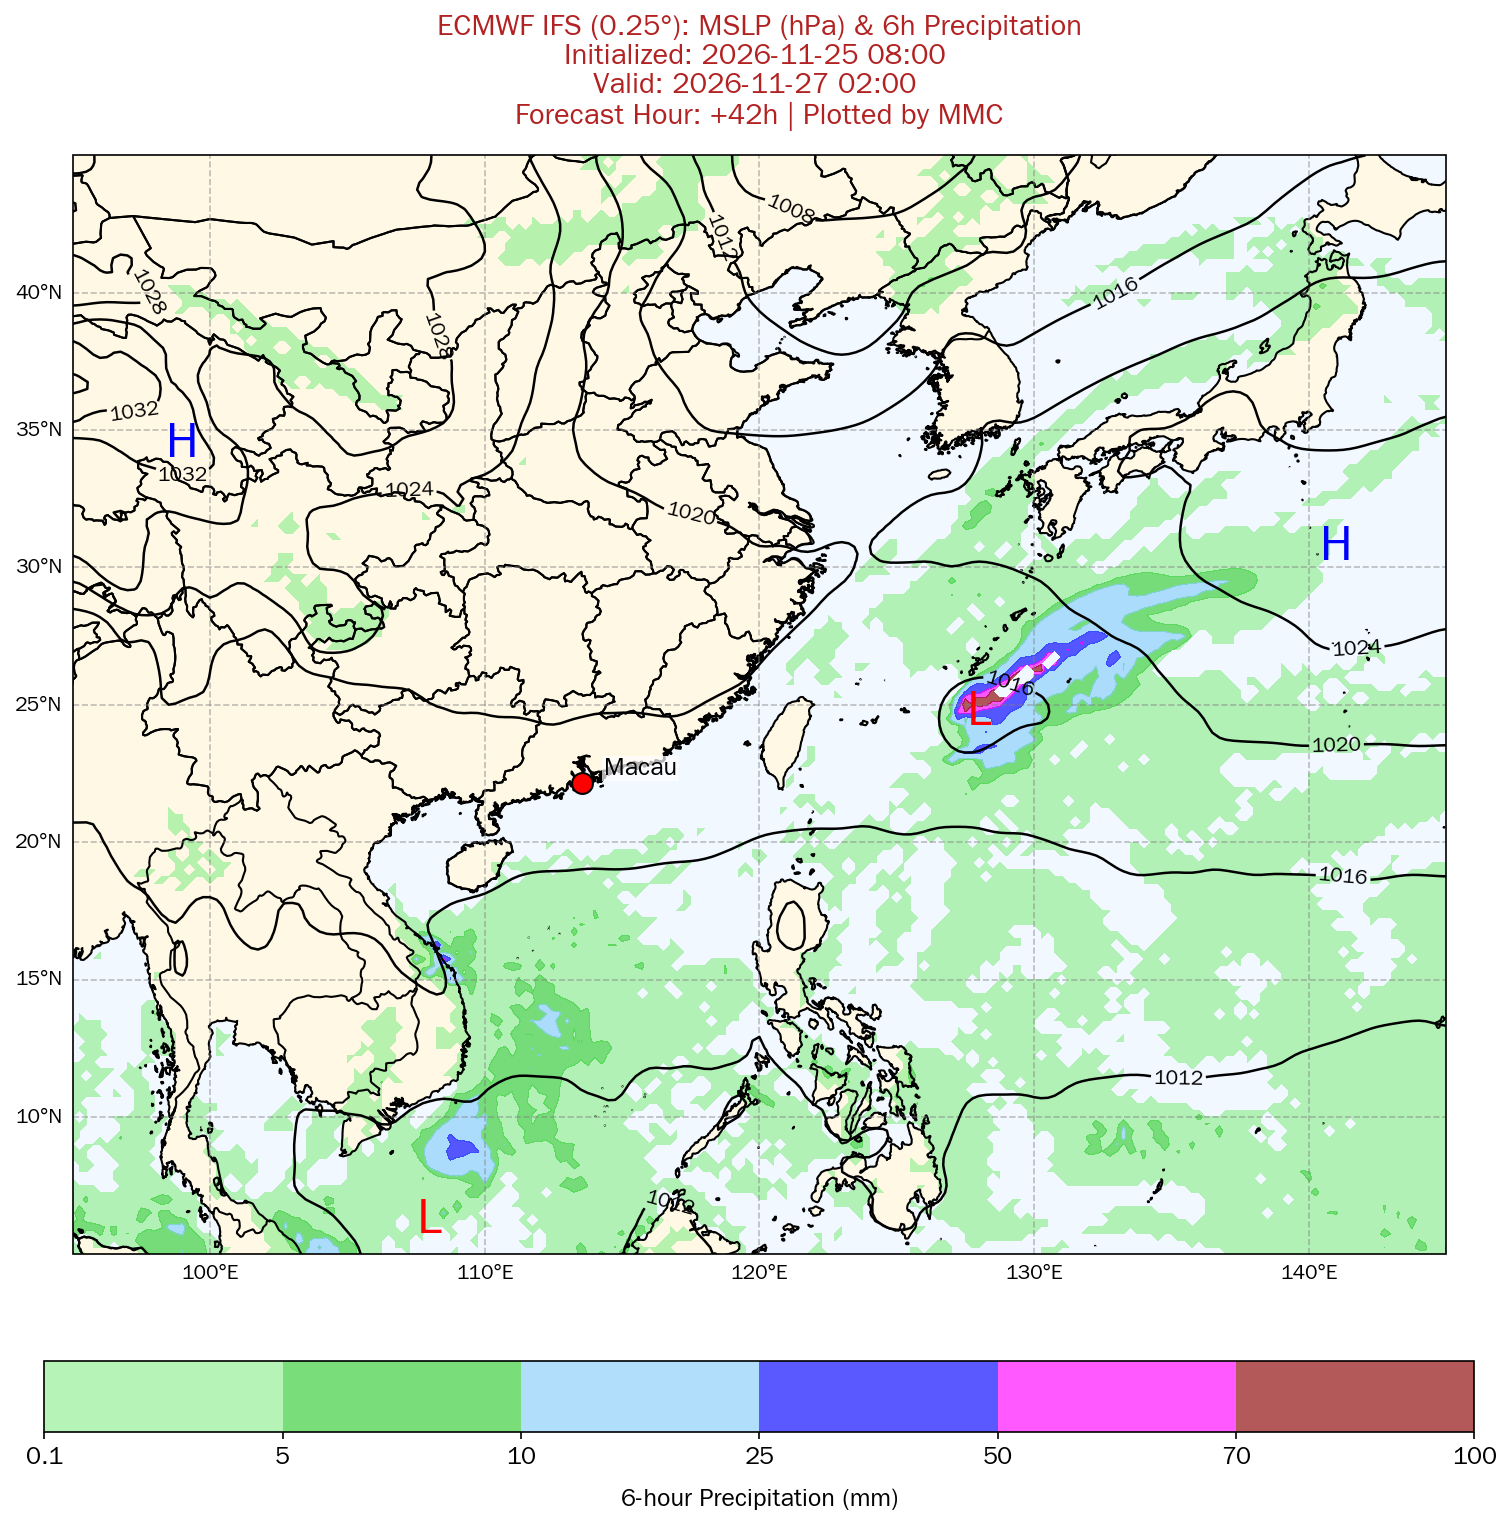 ECMWF IFS (0.25°): MSLP (hPa) & 6h Precipitation
Initialized: 2026-11-25 08:00
Valid: 2026-11-27 02:00
Forecast Hour: +42h | Plotted by MMC
1008
1012
1028
1028
1016
40°N
1032
H
35°N
1032
1024
1020
H
30°N
1024
1016
L
25°N
1020
Macau
20°N
1016
15°N
1012
10°N
1012
L
100°E 110°E 120°E 130°E 140°E
0.1 5 10 25 50 70 100
6-hour Precipitation (mm)